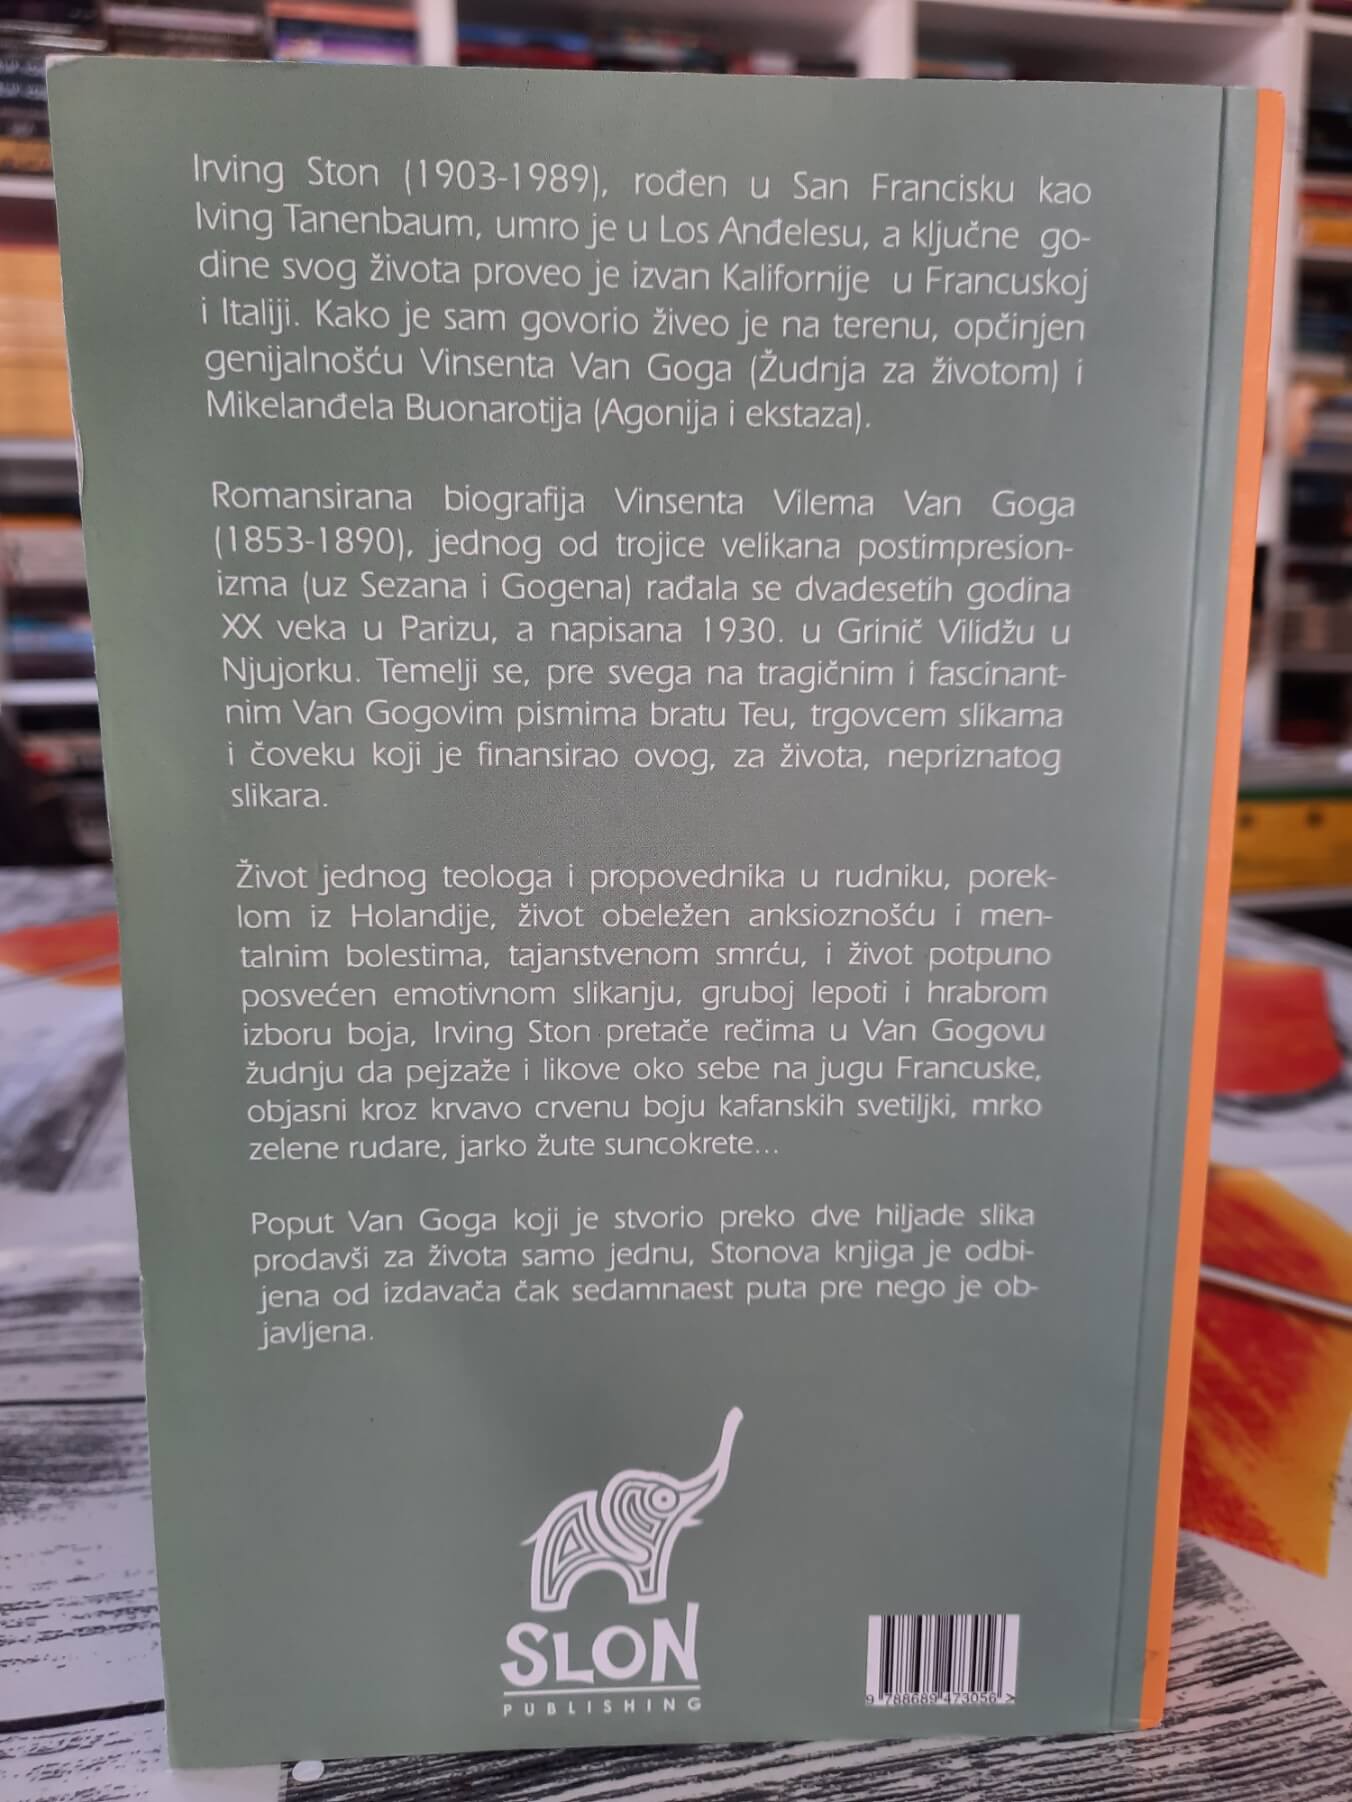 Irving Ston (1903-1989), rođen u San Francisku kao
Iving Tanenbaum, umro je u Los Anđelesu, a ključne go-
dine svog života proveo je izvan Kalifornije u Francuskoj
i Italiji. Kako je sam govorio živeo je na terenu, opčinjen
genijalnošću Vinsenta Van Goga (Žudnja za životom) i
Mikelanđela Buonarotija (Agonija i ekstaza).
Romansirana biografija Vinsenta Vilema Van Goga
(1853-1890), jednog od trojice velikana postimpresion-
izma (uz Sezana i Gogena) rađala se dvadesetih godina
XX veka u Parizu, a napisana 1930. u Grinič Vilidžu u
Njujorku. Temelji se, pre svega na tragičnim i fascinant-
nim Van Gogovim pismima bratu Teu, trgovcem slikama
i čoveku koji je finansirao ovog, za života, nepriznatog
slikara.
Život jednog teologa i propovednika u rudniku, porek-
lom iz Holandije, život obeležen anksioznošću i men-
talnim bolestima, tajanstvenom smrću, i život potpuno
posvećen emotivnom slikanju, gruboj lepoti i hrabrom
izboru boja, Irving Ston pretače rečima u Van Gogovu
žudnju da pejzaže i likove oko sebe na jugu Francuske,
objasni kroz krvavo crvenu boju kafanskih svetiljki, mrko
zelene rudare, jarko žute suncokrete...
Poput Van Goga koji je stvorio preko dve hiljade slika
prodavši za života samo jednu, Stonova knjiga je odbi-
jena od izdavača čak sedamnaest puta pre nego je ob-
javljena.
SLON
PUBLISHING
9 788689 473056 >